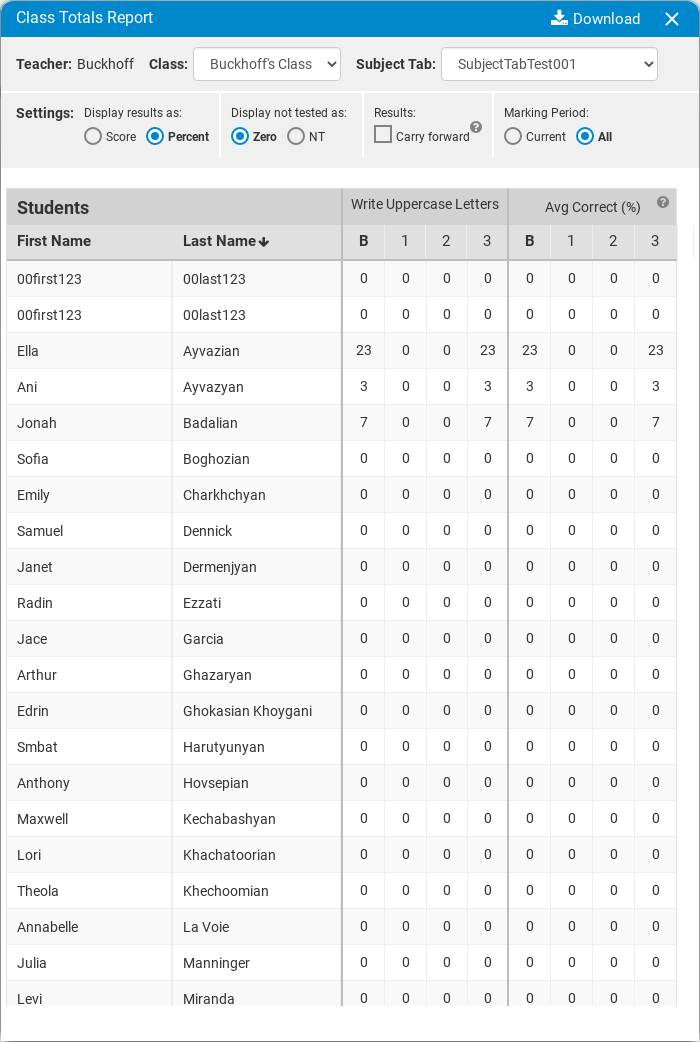 Class Totals Report Download
Teacher: Buckhoff Class: Buckhoff's Class Subject Tab: SubjectTabTest001
Settings: Display results as: Display not tested as: Results: Marking Period:
Score Percent Zero NT Carry forward ? Current All
Students Write Uppercase Letters Avg Correct (%) ?
First Name Last Name B 1 2 3 B 1 2 3
00first123 00last123 0 0 0 0 0 0 0 0
00first123 00last123 0 0 0 0 0 0 0 0
Ella Ayvazian 23 0 0 23 23 0 0 23
Ani Ayvazyan 3 0 0 3 3 0 0 3
Jonah Badalian 7 0 0 7 7 0 0 7
Sofia Boghozian 0 0 0 0 0 0 0 0
Emily Charkhchyan 0 0 0 0 0 0 0 0
Samuel Dennick 0 0 0 0 0 0 0 0
Janet Dermenjyan 0 0 0 0 0 0 0 0
Radin Ezzati 0 0 0 0 0 0 0 0
Jace Garcia 0 0 0 0 0 0 0 0
Arthur Ghazaryan 0 0 0 0 0 0 0 0
Edrin Ghokasian Khoygani 0 0 0 0 0 0 0 0
Smbat Harutyunyan 0 0 0 0 0 0 0 0
Anthony Hovsepian 0 0 0 0 0 0 0 0
Maxwell Kechabashyan 0 0 0 0 0 0 0 0
Lori Khachatoorian 0 0 0 0 0 0 0 0
Theola Khechoomian 0 0 0 0 0 0 0 0
Annabelle La Voie 0 0 0 0 0 0 0 0
Julia Manninger 0 0 0 0 0 0 0 0
Levi Miranda 0 0 0 0 0 0 0 0